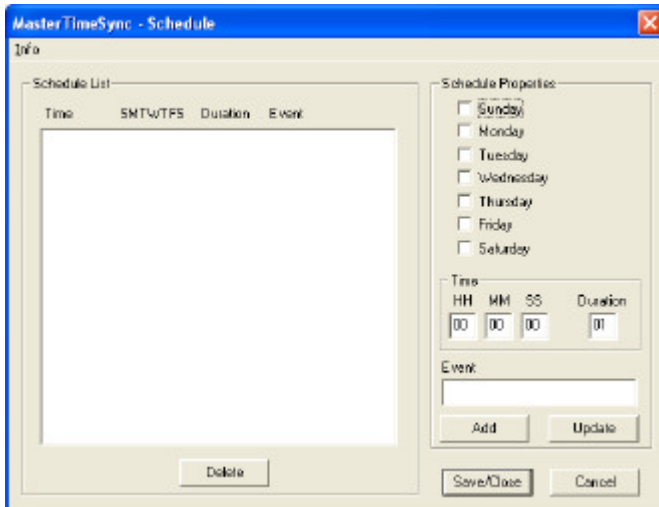 MasterTimeSync - Schedule
Info
Schedule List
Time SMTWTFS Duration Event
Delete
Schedule Properties
Sunday
Monday
Tuesday
Wednesday
Thursday
Friday
Saturday
Time
HH MM SS Duration
00 00 00 01
Event
Add Update
Save/Close Cancel